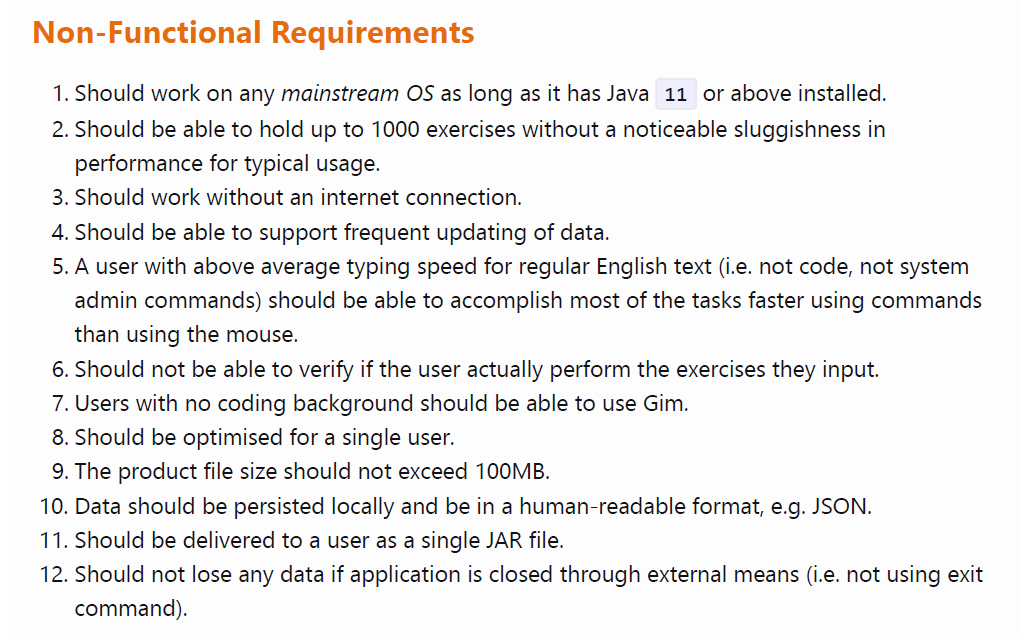 Non-Functional Requirements
1. Should work on any mainstream OS as long as it has Java 11 or above installed.
2. Should be able to hold up to 1000 exercises without a noticeable sluggishness in
performance for typical usage.
3. Should work without an internet connection.
4. Should be able to support frequent updating of data.
5. A user with above average typing speed for regular English text (i.e. not code, not system
admin commands) should be able to accomplish most of the tasks faster using commands
than using the mouse.
6. Should not be able to verify if the user actually perform the exercises they input.
7. Users with no coding background should be able to use Gim.
8. Should be optimised for a single user.
9. The product file size should not exceed 100MB.
10. Data should be persisted locally and be in a human-readable format, e.g. JSON.
11. Should be delivered to a user as a single JAR file.
12. Should not lose any data if application is closed through external means (i.e. not using exit
command).